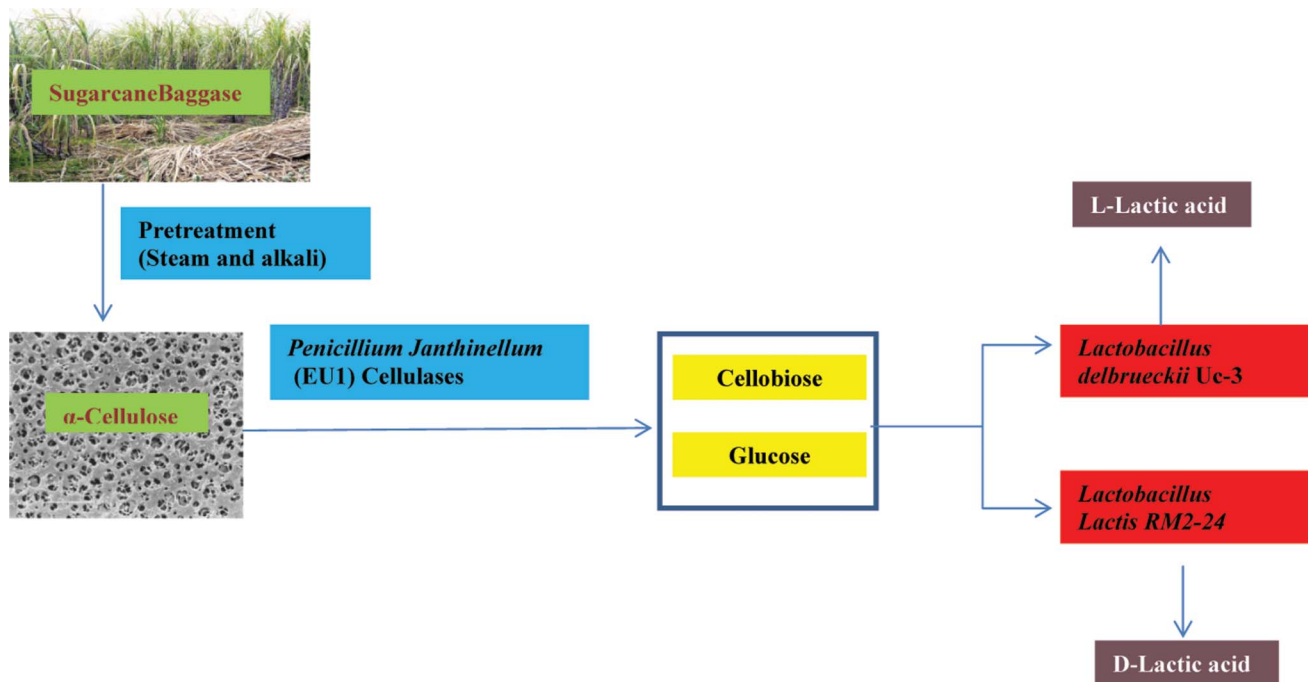 SugarcaneBaggase
Pretreatment
(Steam and alkali)
α-Cellulose
Penicillium Janthinellum
(EU1) Cellulases
Cellobiose
Glucose
L-Lactic acid
Lactobacillus
delbrueckii Uc-3
Lactobacillus
Lactis RM2-24
D-Lactic acid